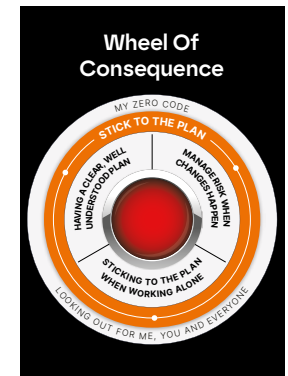 Wheel Of
Consequence
MY ZERO CODE
STICK TO THE PLAN
HAVING A CLEAR, WELL
UNDERSTOOD PLAN
MANAGE RISK WHEN
CHANGES HAPPEN
STICKING TO THE PLAN
WHEN WORKING ALONE
LOOKING OUT FOR ME, YOU AND EVERYONE